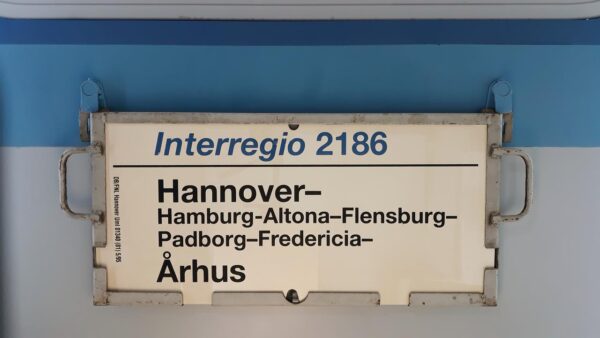 Interregio 2186
Hannover–
Hamburg-Altona–Flensburg–
Padborg–Fredericia–
Århus